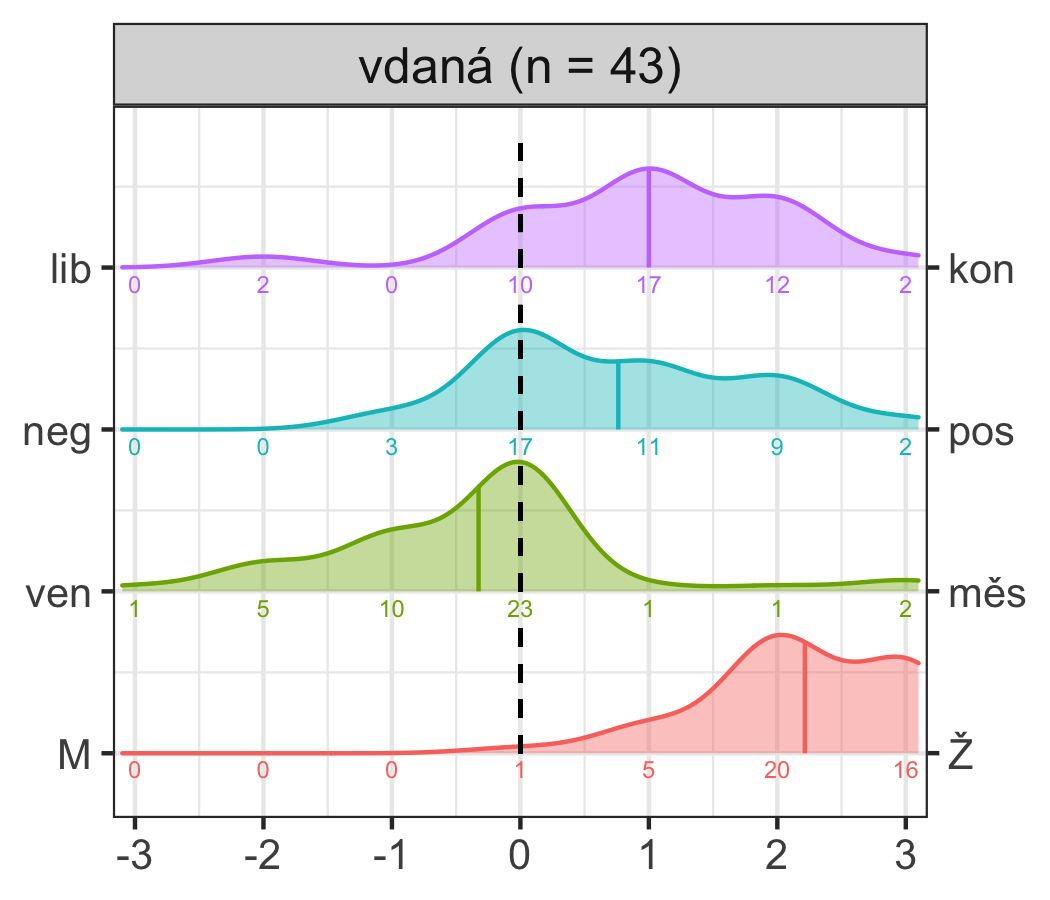 vdaná (n = 43)
lib kon
0 2 0 10 17 12 2
neg pos
0 0 3 17 11 9 2
ven měs
1 5 10 23 1 1 2
M Ž
0 0 0 1 5 20 16
-3 -2 -1 0 1 2 3